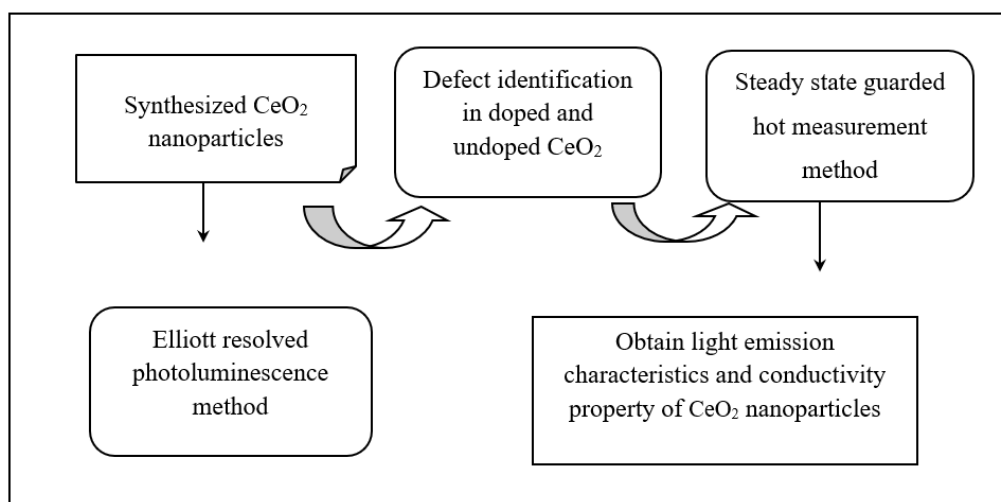 Synthesized CeO₂
nanoparticles
Defect identification
in doped and
undoped CeO₂
Steady state guarded
hot measurement
method
Elliott resolved
photoluminescence
method
Obtain light emission
characteristics and conductivity
property of CeO₂ nanoparticles